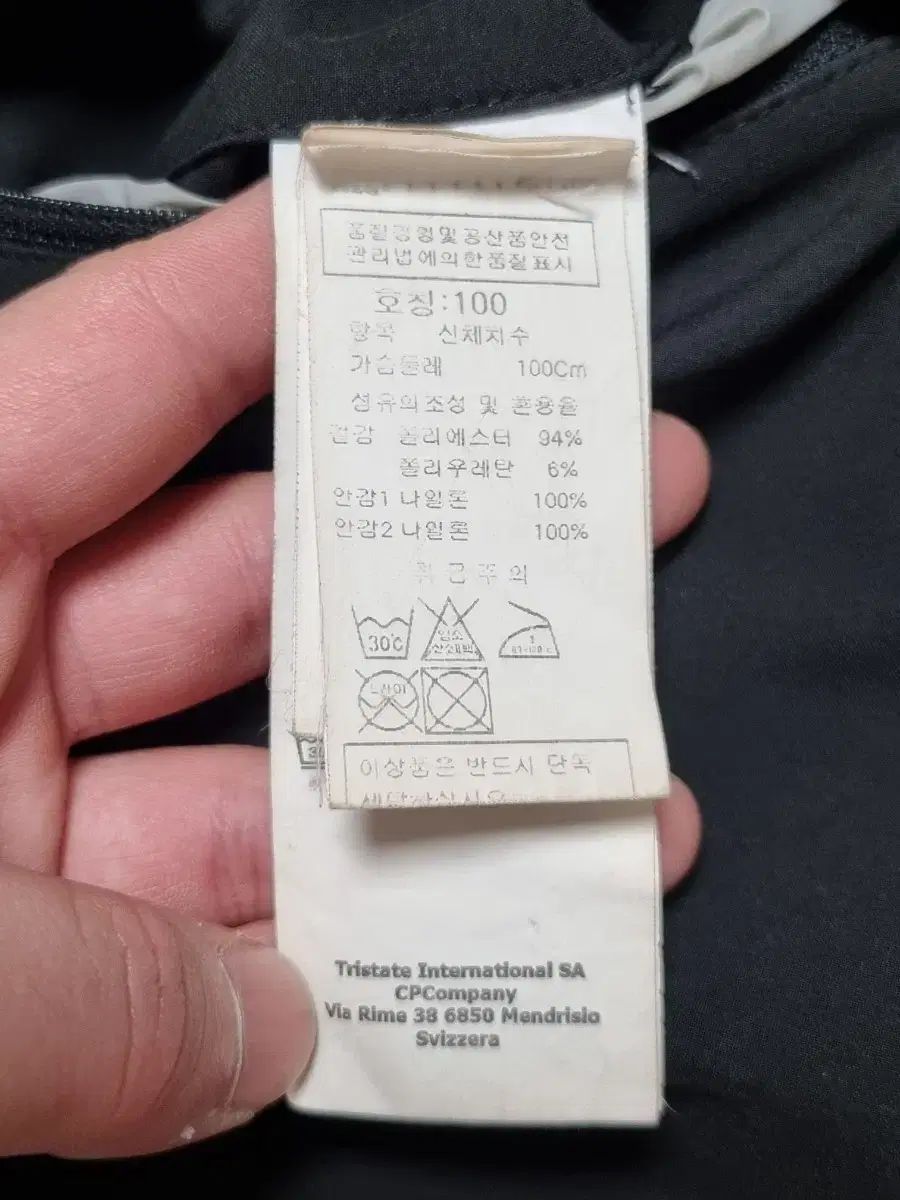 품질경영및공산품안전
관리법에의한품질표시
호칭:100
항목 신체치수
가슴둘레 100Cm
섬유의조성 및 혼용율
겉감 폴리에스터 94%
폴리우레탄 6%
안감1 나일론 100%
안감2 나일론 100%
취급주의
30℃
염소
1
이상품은 반드시 단독
Tristate International SA
CPCompany
Via Rime 38 6850 Mendrisio
Svizzera